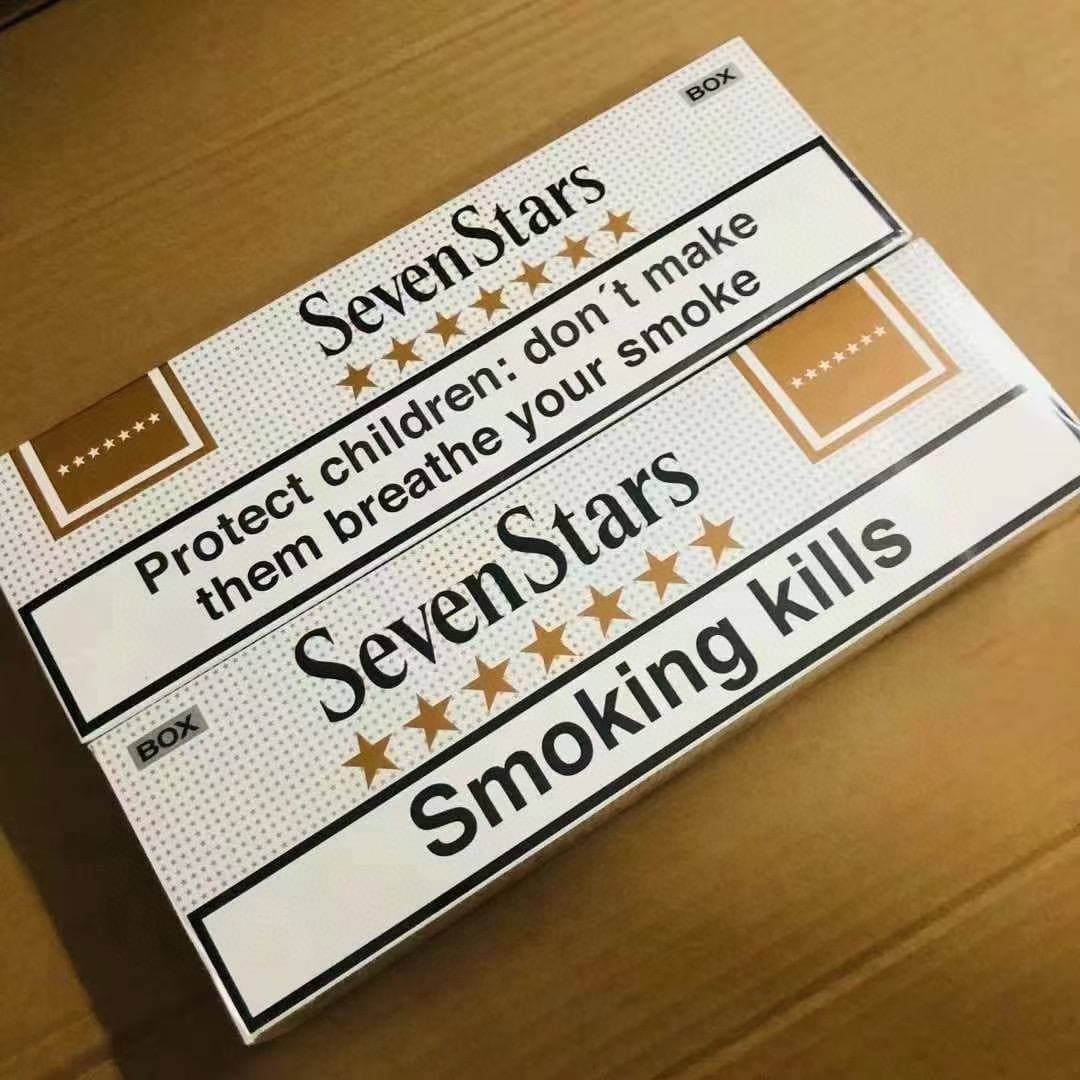 BOX
SevenStars
Protect children: don´t make
them breathe your smoke
SevenStars
BOX
Smoking kills